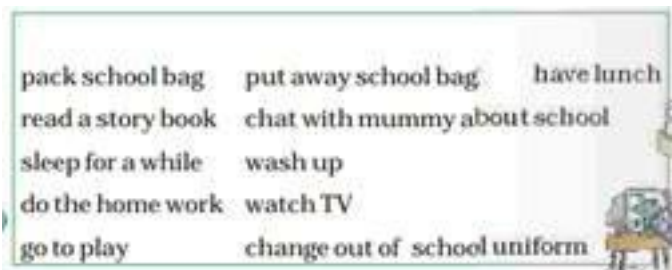 pack school bag put away school bag have lunch
read a story book chat with mummy about school
sleep for a while wash up
do the home work watch TV
go to play change out of school uniform